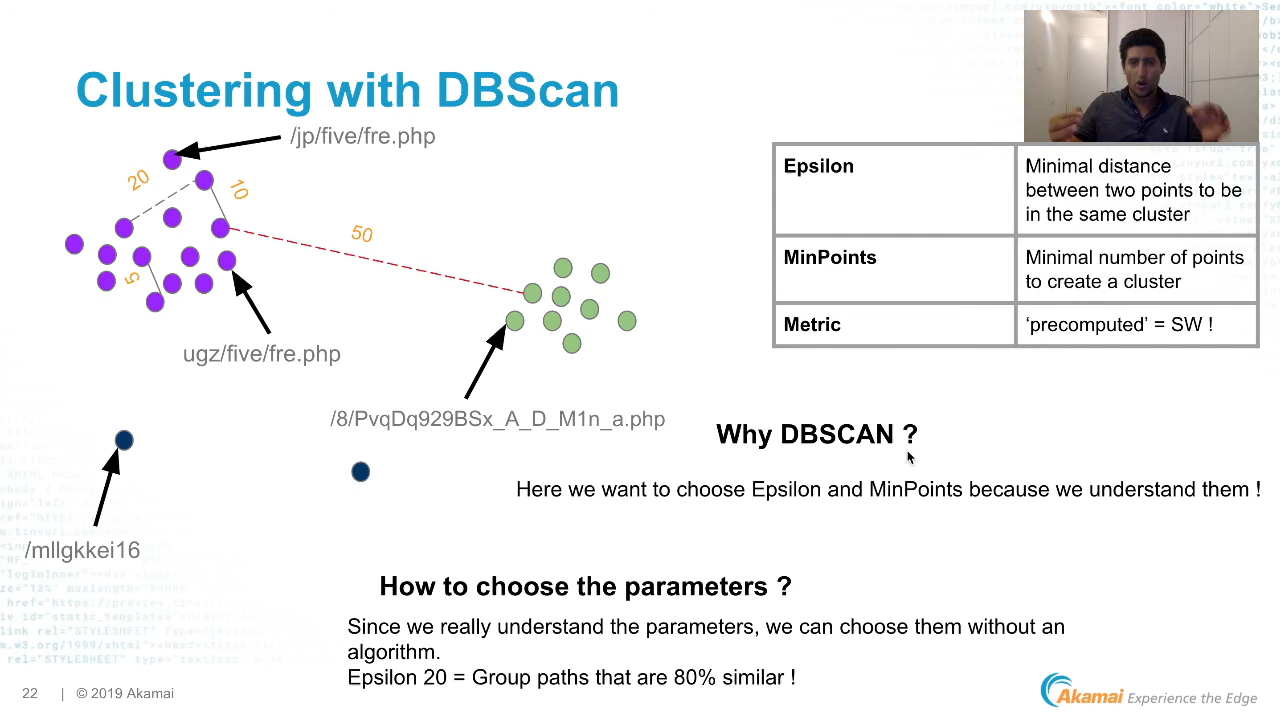 Clustering with DBScan
/jp/five/fre.php
20
10
50
5
ugz/five/fre.php
/8/PvqDq929BSx_A_D_M1n_a.php
/mllgkkei16
Epsilon
Minimal distance
between two points to be
in the same cluster
MinPoints
Minimal number of points
to create a cluster
Metric
‘precomputed’ = SW !
Why DBSCAN ?
Here we want to choose Epsilon and MinPoints because we understand them !
How to choose the parameters ?
Since we really understand the parameters, we can choose them without an
algorithm.
Epsilon 20 = Group paths that are 80% similar !
22 | © 2019 Akamai
Akamai Experience the Edge